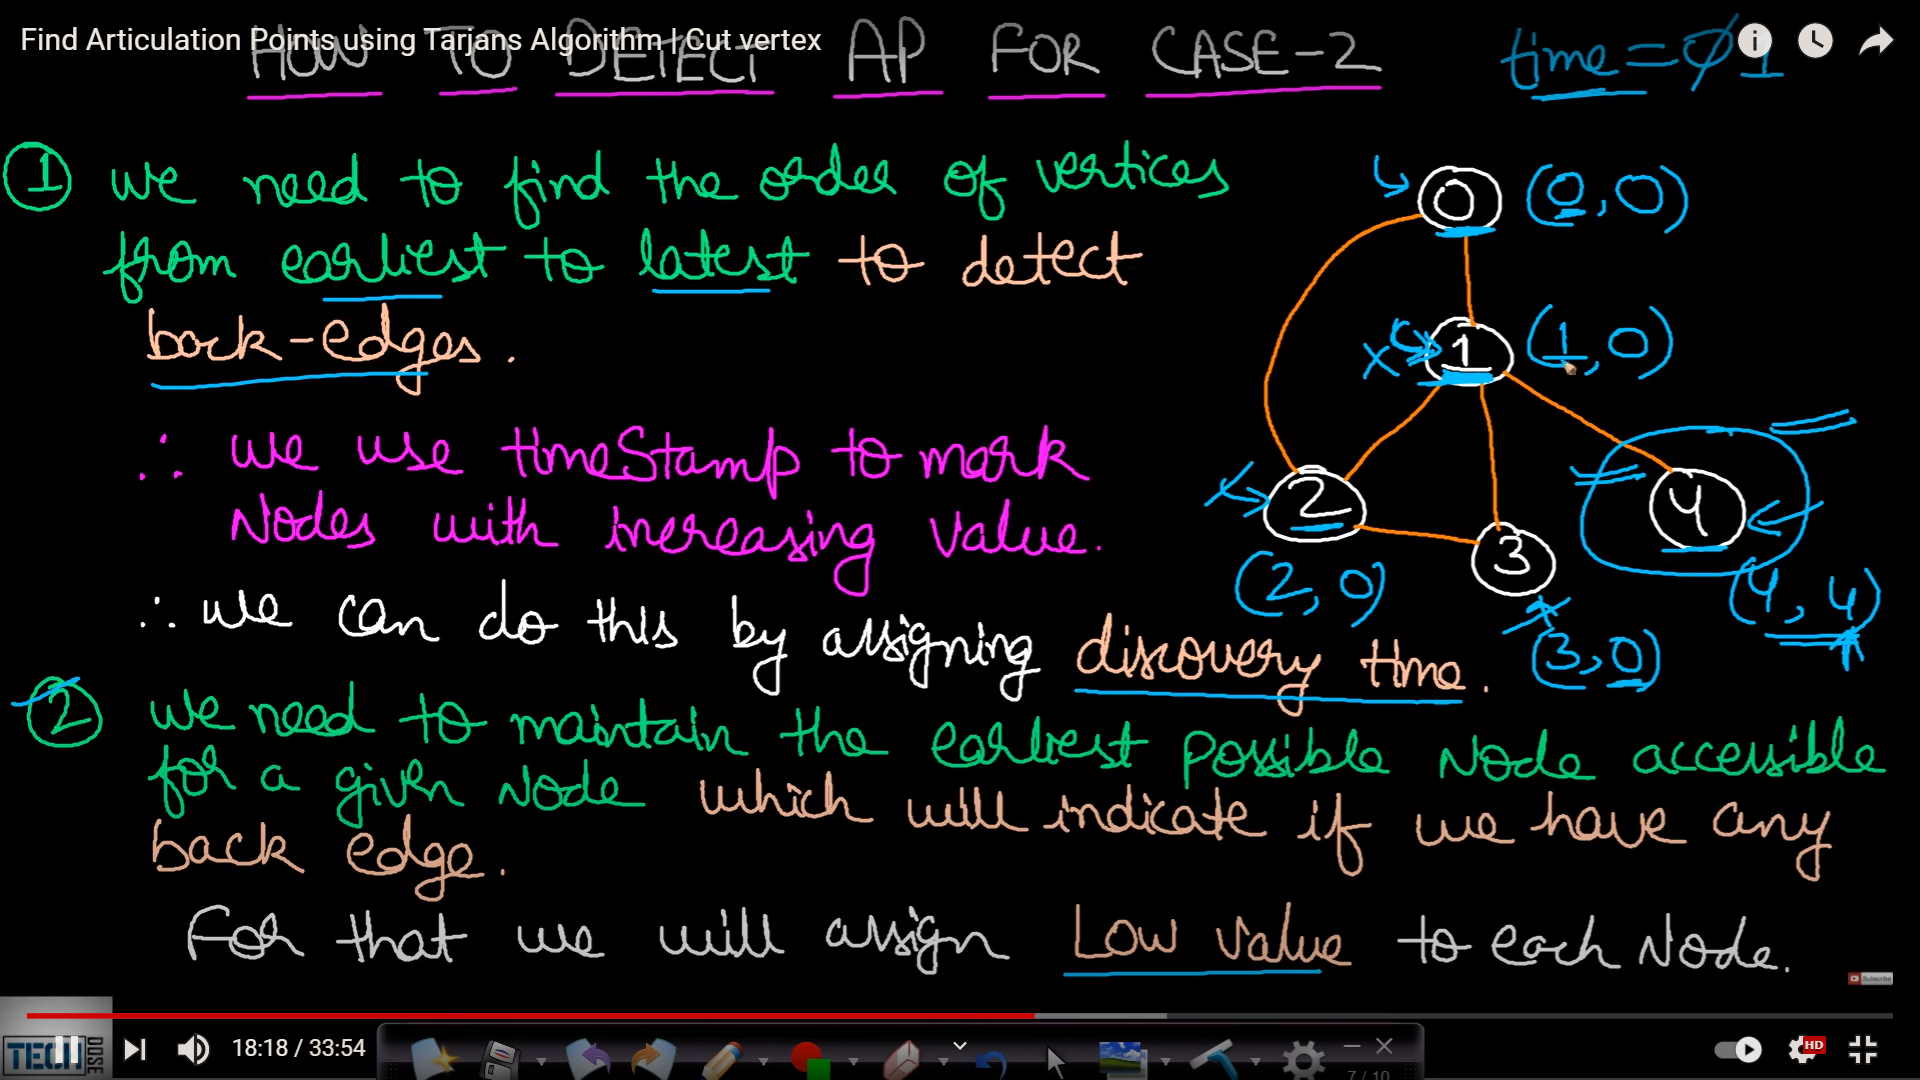 Find Articulation Points using Tarjans Algorithm | Cut vertex
HOW TO DETECT AP FOR CASE-2
time = 0 1
1 we need to find the order of vertices
from earliest to latest to detect
back-edges.
∴ we use timeStamp to mark
Nodes with increasing value.
∴ we can do this by assigning discovery time.
2 we need to maintain the earliest possible Node accessible
for a given Node which will indicate if we have any
back edge.
For that we will assign Low value to each Node.
0 (0,0)
x 1 (1,0)
x 2
4
3
(2,0)
(4,4)
x
(3,0)
Subscribe
TECH DOSE
18:18 / 33:54
HD
7 / 10